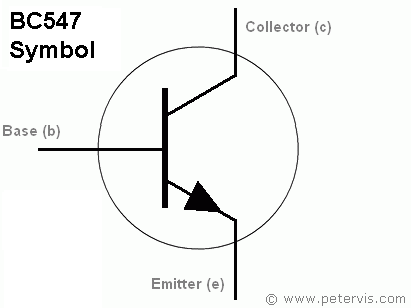 BC547
Symbol
Collector (c)
Base (b)
Emitter (e)
© www.petervis.com